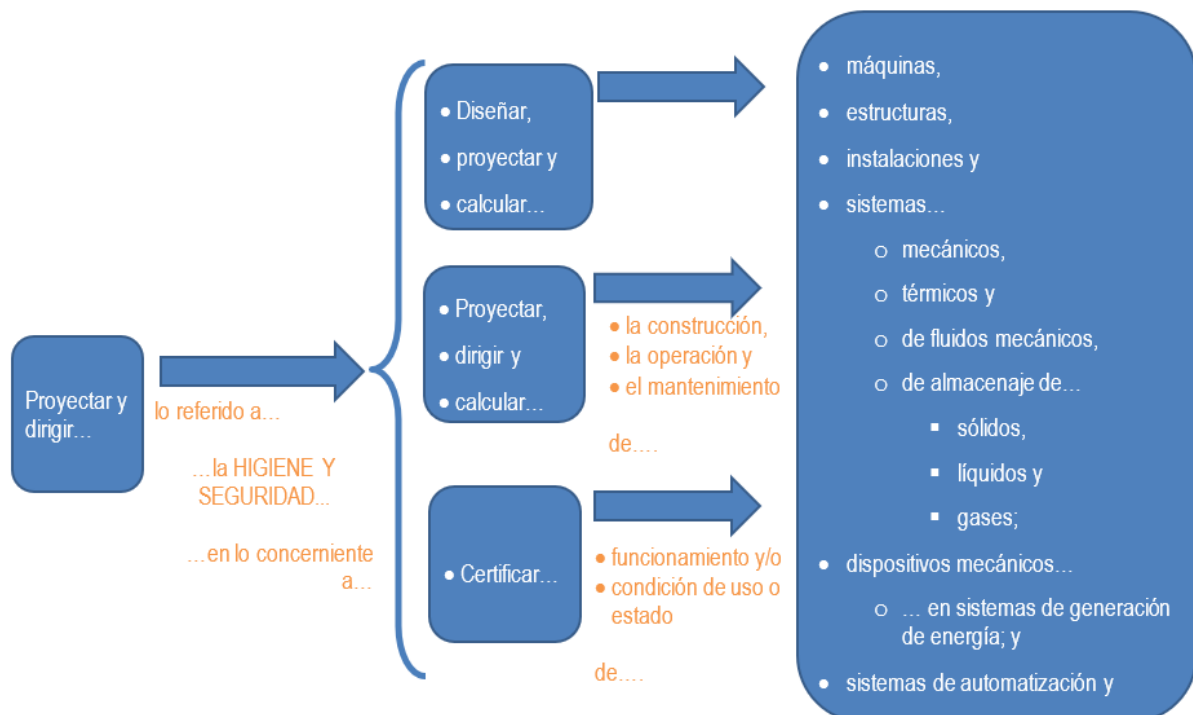 Proyectar y
dirigir…
lo referido a…
…la HIGIENE Y
SEGURIDAD…
…en lo concerniente
a…
• Diseñar,
• proyectar y
• calcular…
• Proyectar,
• dirigir y
• calcular…
• la construcción,
• la operación y
• el mantenimiento
de….
• Certificar…
• funcionamiento y/o
• condición de uso o
estado
de….
• máquinas,
• estructuras,
• instalaciones y
• sistemas…
o mecánicos,
o térmicos y
o de fluidos mecánicos,
o de almacenaje de…
▪ sólidos,
▪ líquidos y
▪ gases;
• dispositivos mecánicos…
o … en sistemas de generación
de energía; y
• sistemas de automatización y